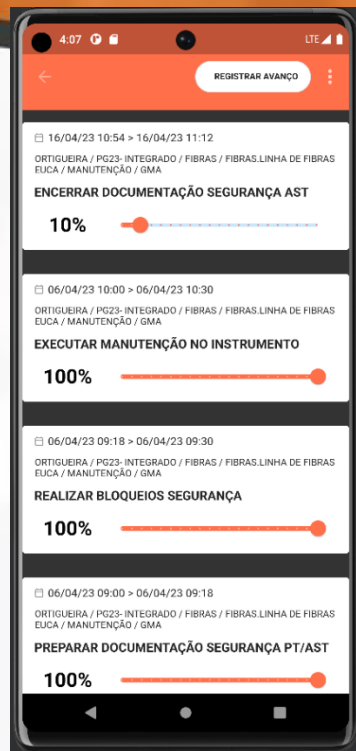 4:07
LTE
REGISTRAR AVANÇO
16/04/23 10:54 > 16/04/23 11:12
ORTIGUEIRA / PG23- INTEGRADO / FIBRAS / FIBRAS.LINHA DE FIBRAS
EUCA / MANUTENÇÃO / GMA
ENCERRAR DOCUMENTAÇÃO SEGURANÇA AST
10%
06/04/23 10:00 > 06/04/23 10:30
ORTIGUEIRA / PG23- INTEGRADO / FIBRAS / FIBRAS.LINHA DE FIBRAS
EUCA / MANUTENÇÃO / GMA
EXECUTAR MANUTENÇÃO NO INSTRUMENTO
100%
06/04/23 09:18 > 06/04/23 09:30
ORTIGUEIRA / PG23- INTEGRADO / FIBRAS / FIBRAS.LINHA DE FIBRAS
EUCA / MANUTENÇÃO / GMA
REALIZAR BLOQUEIOS SEGURANÇA
100%
06/04/23 09:00 > 06/04/23 09:18
ORTIGUEIRA / PG23- INTEGRADO / FIBRAS / FIBRAS.LINHA DE FIBRAS
EUCA / MANUTENÇÃO / GMA
PREPARAR DOCUMENTAÇÃO SEGURANÇA PT/AST
100%